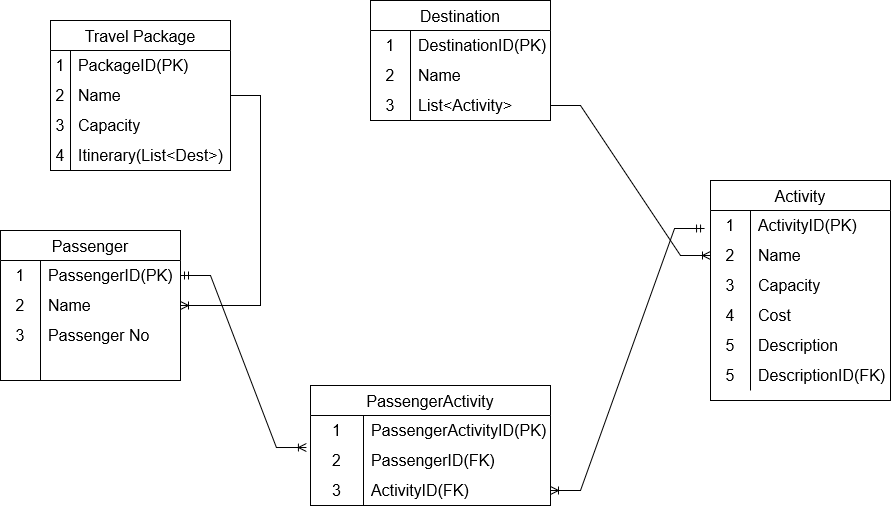 Travel Package
1 PackageID(PK)
2 Name
3 Capacity
4 Itinerary(List<Dest>)
Destination
1 DestinationID(PK)
2 Name
3 List<Activity>
Activity
1 ActivityID(PK)
2 Name
3 Capacity
4 Cost
5 Description
5 DescriptionID(FK)
Passenger
1 PassengerID(PK)
2 Name
3 Passenger No
PassengerActivity
1 PassengerActivityID(PK)
2 PassengerID(FK)
3 ActivityID(FK)